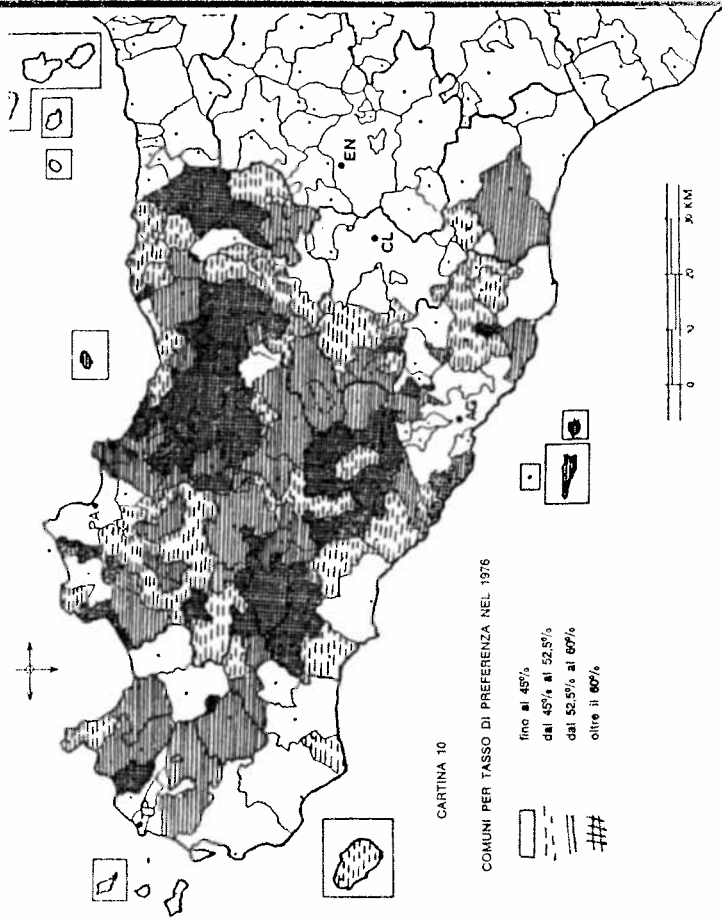 CARTINA 10
COMUNI PER TASSO DI PREFERENZA NEL 1976
fino al 45%
dal 45% al 52,5%
dal 52,5% al 60%
oltre il 60%
PA
EN
CL
AG
0
20
30 KM